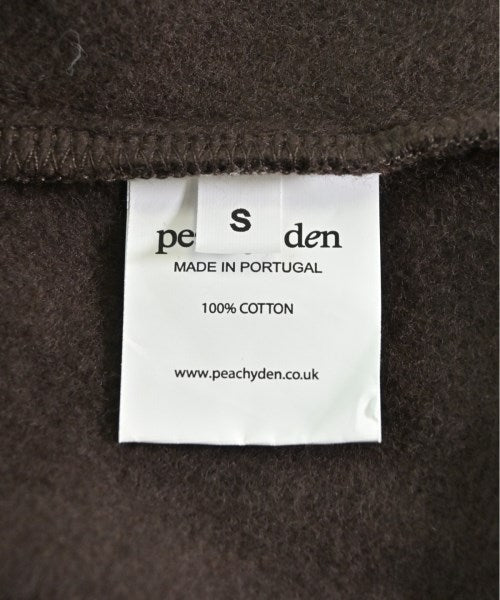 S
pe den
MADE IN PORTUGAL
100% COTTON
www.peachyden.co.uk